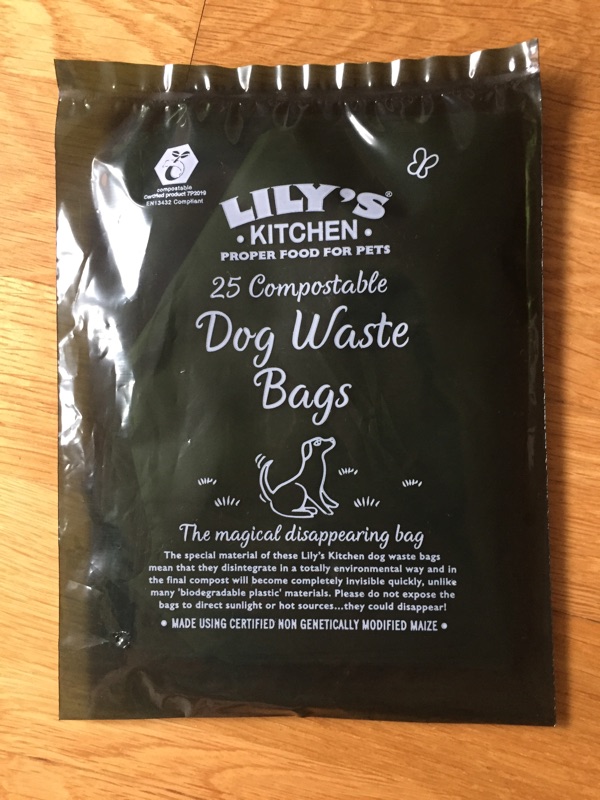 compostable
Certified product 7P2019
EN13432 Compliant
LILY'S®
• KITCHEN •
PROPER FOOD FOR PETS
25 Compostable
Dog Waste
Bags
The magical disappearing bag
The special material of these Lily's Kitchen dog waste bags
mean that they disintegrate in a totally environmental way and in
the final compost will become completely invisible quickly, unlike
many 'biodegradable plastic' materials. Please do not expose the
bags to direct sunlight or hot sources...they could disappear!
• MADE USING CERTIFIED NON GENETICALLY MODIFIED MAIZE •